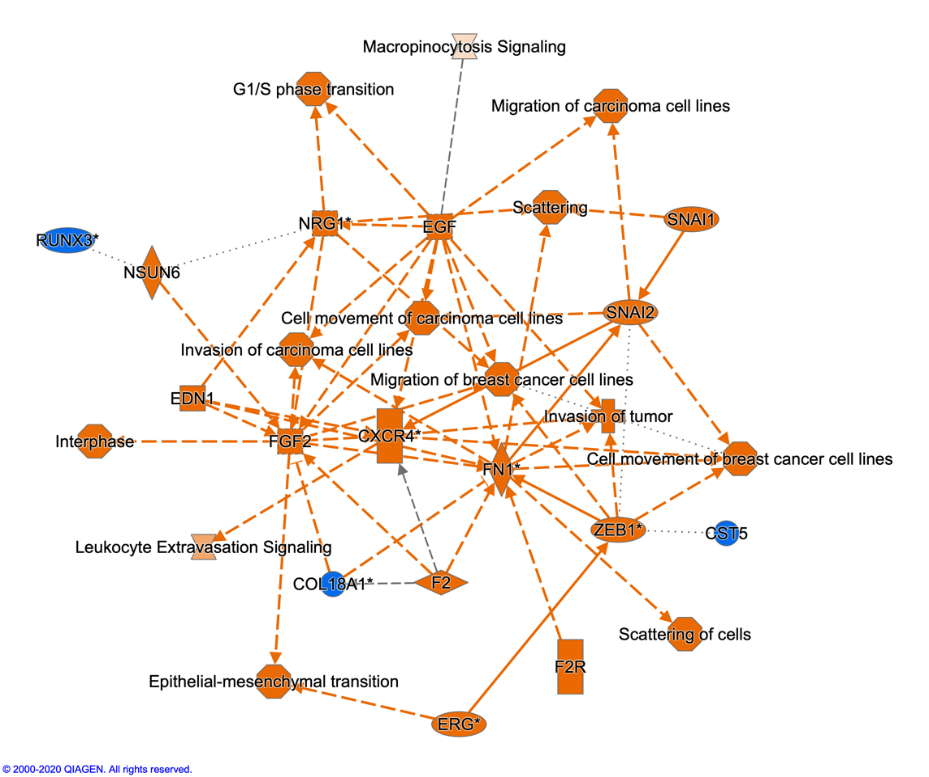 Macropinocytosis Signaling
G1/S phase transition
Migration of carcinoma cell lines
Scattering
NRG1*
EGF
SNAI1
RUNX3*
NSUN6
SNAI2
Cell movement of carcinoma cell lines
Invasion of carcinoma cell lines
Migration of breast cancer cell lines
EDN1
Invasion of tumor
CXCR4*
Interphase
FGF2
Cell movement of breast cancer cell lines
FN1*
ZEB1*
CST5
Leukocyte Extravasation Signaling
COL18A1*
F2
Scattering of cells
F2R
Epithelial-mesenchymal transition
ERG*
© 2000-2020 QIAGEN. All rights reserved.